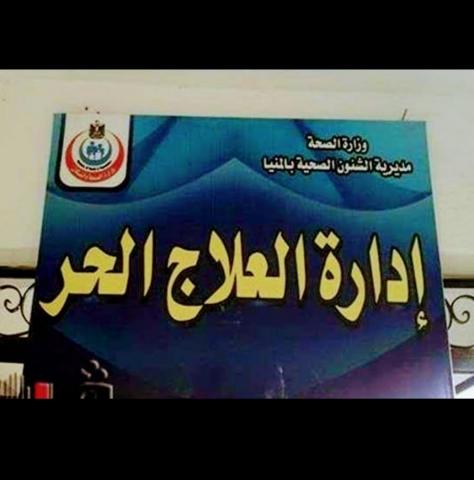 وزارة الصحة
مديرية الشئون الصحية بالمنيا
إدارة العلاج الحر